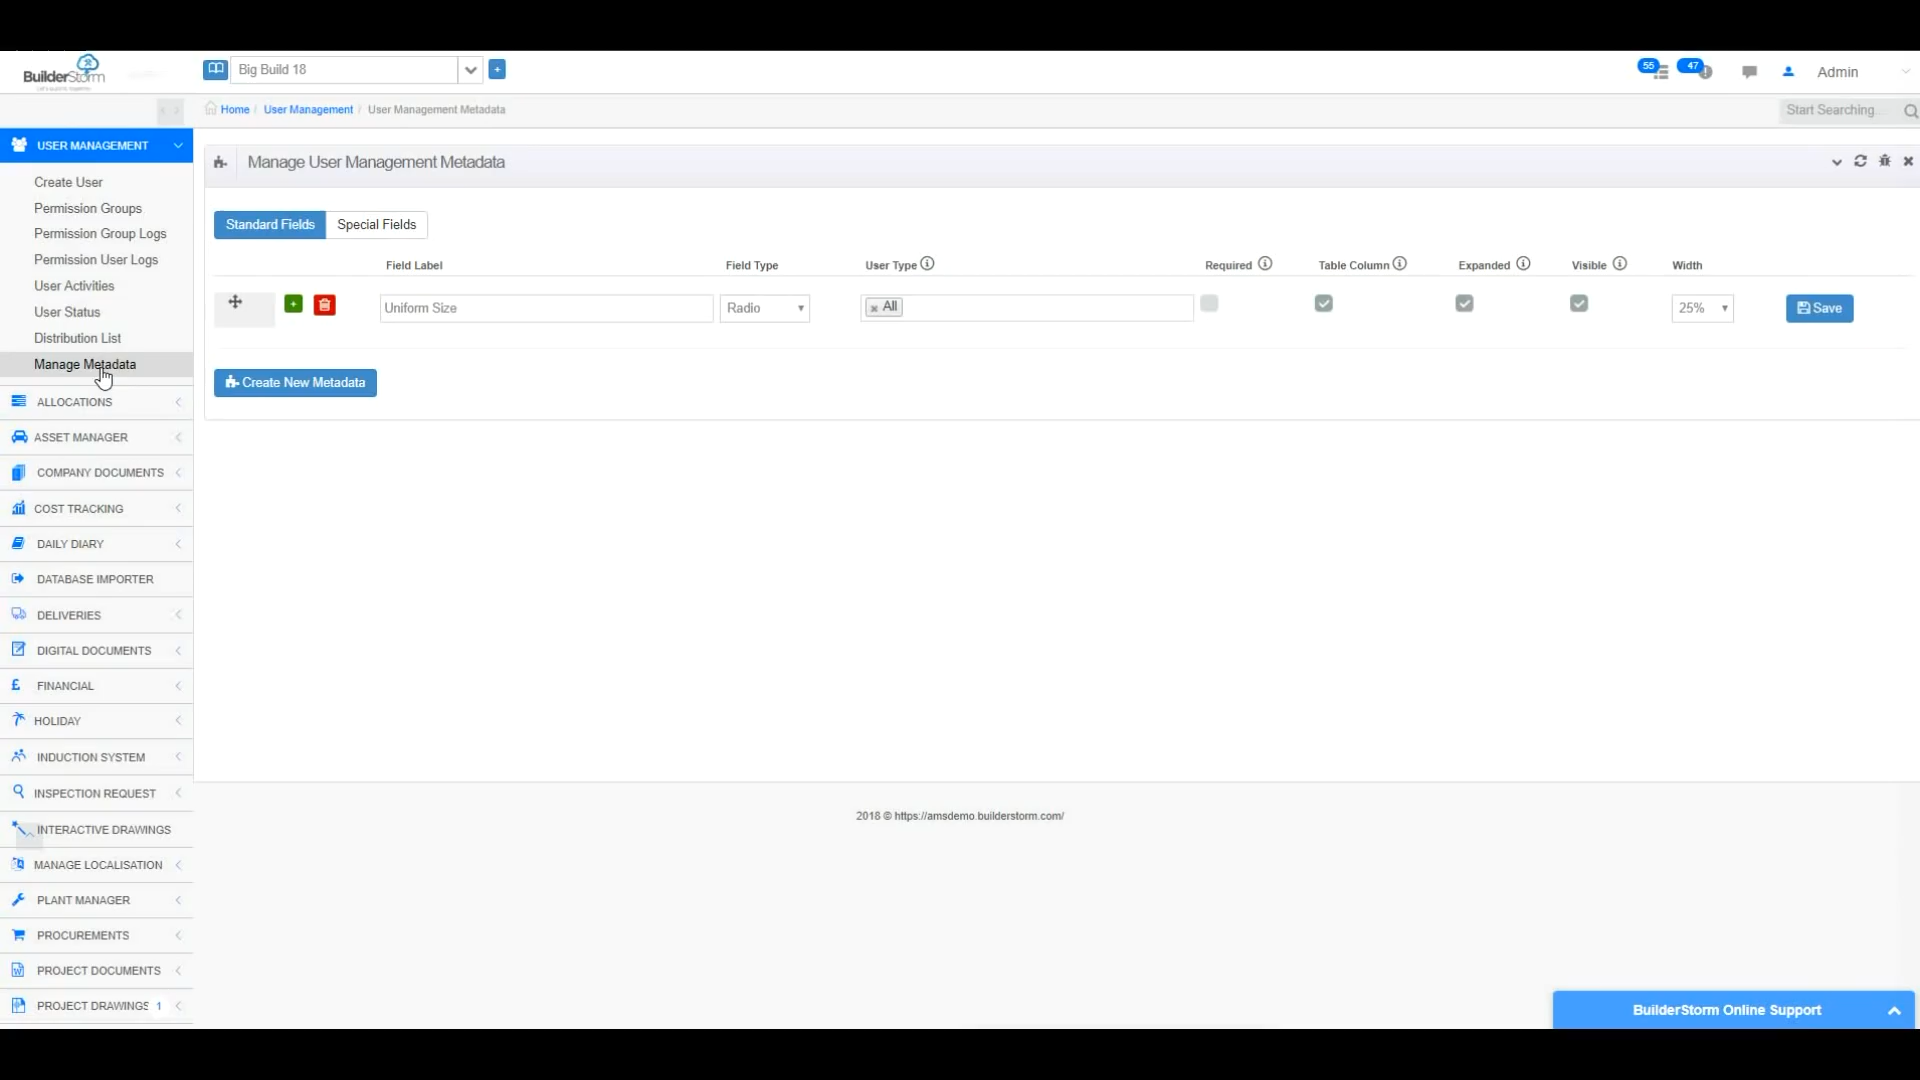 BuilderStorm
Big Build 18
+
55
47
Admin
Home / User Management / User Management Metadata
Start Searching...
USER MANAGEMENT
Create User
Permission Groups
Permission Group Logs
Permission User Logs
User Activities
User Status
Distribution List
Manage Metadata
ALLOCATIONS
ASSET MANAGER
COMPANY DOCUMENTS
COST TRACKING
DAILY DIARY
DATABASE IMPORTER
DELIVERIES
DIGITAL DOCUMENTS
FINANCIAL
HOLIDAY
INDUCTION SYSTEM
INSPECTION REQUEST
INTERACTIVE DRAWINGS
MANAGE LOCALISATION
PLANT MANAGER
PROCUREMENTS
PROJECT DOCUMENTS
PROJECT DRAWINGS 1
Manage User Management Metadata
Standard Fields Special Fields
Field Label Field Type User Type Required Table Column Expanded Visible Width
Uniform Size Radio × All 25% Save
Create New Metadata
2018 © https://amsdemo.builderstorm.com/
BuilderStorm Online Support